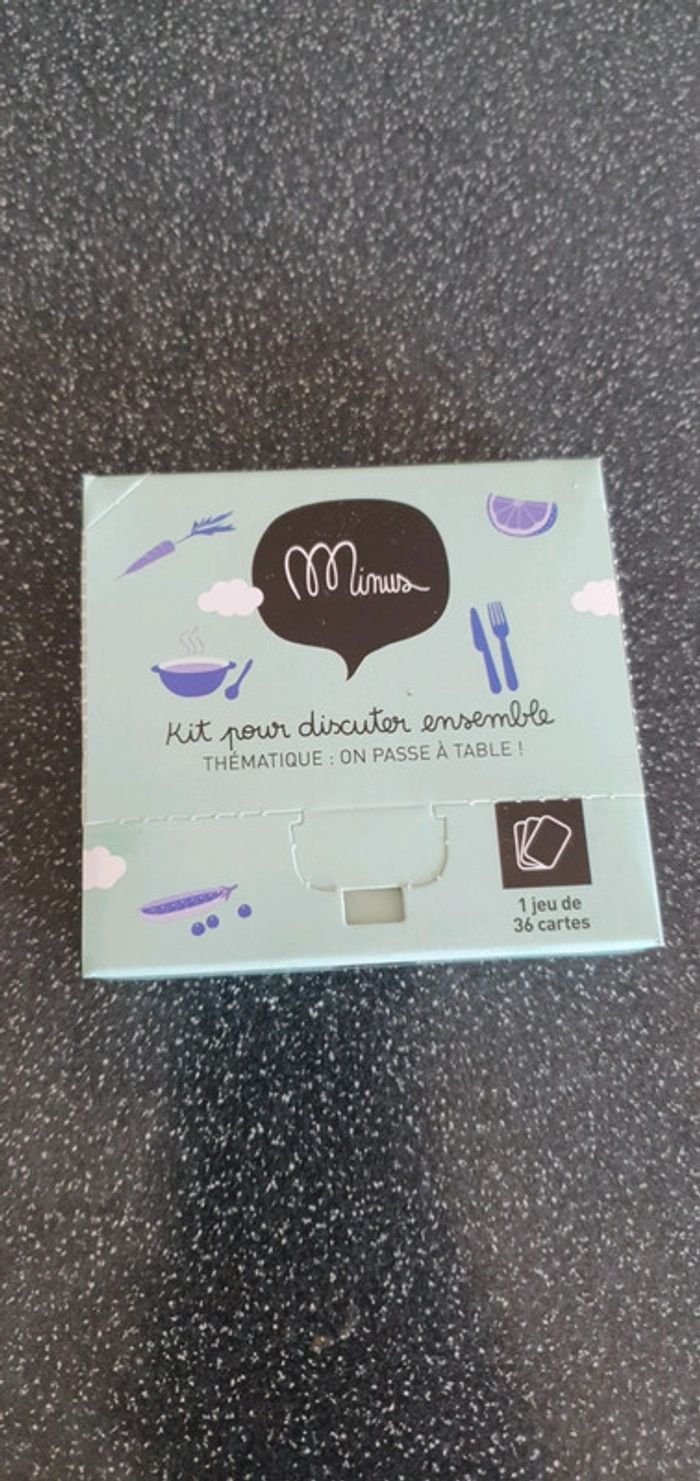 Minus
Kit pour discuter ensemble
THÉMATIQUE : ON PASSE À TABLE !
1 jeu de
36 cartes